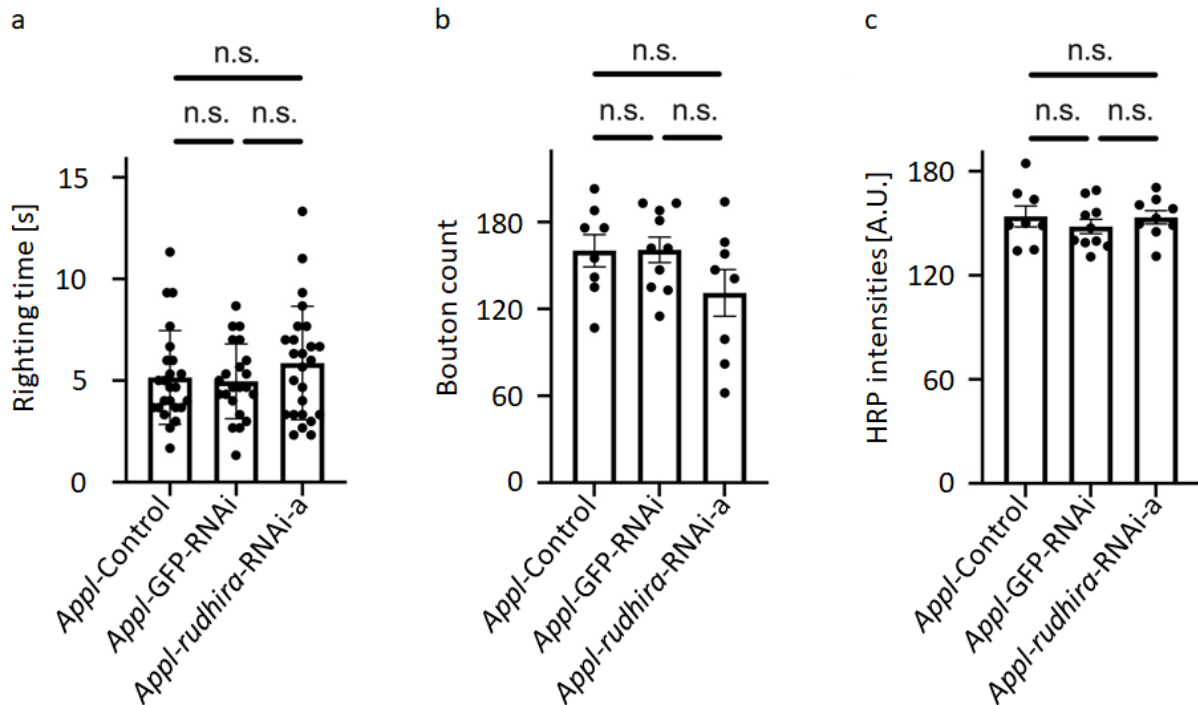 a
n.s.
n.s. n.s.
Righting time [s]
15
10
5
0
Appl-Control
Appl-GFP-RNAi
Appl-rudhira-RNAi-a
b
n.s.
n.s. n.s.
Bouton count
180
120
60
0
Appl-Control
Appl-GFP-RNAi
Appl-rudhira-RNAi-a
c
n.s.
n.s. n.s.
HRP intensities [A.U.]
180
120
60
0
Appl-Control
Appl-GFP-RNAi
Appl-rudhira-RNAi-a